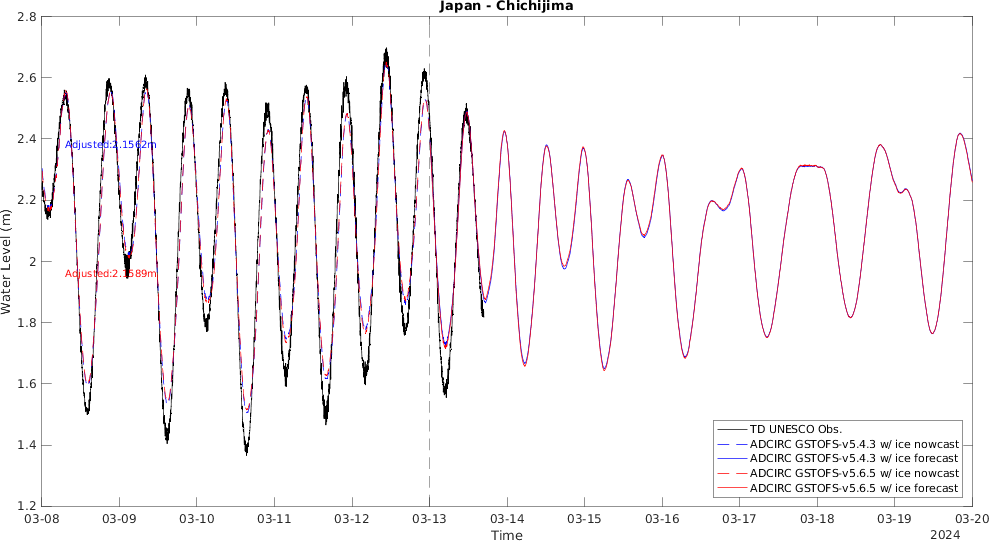 Japan - Chichijima
2.8
2.6
2.4
2.2
2
1.8
1.6
1.4
1.2
Water Level (m)
Adjusted:2.1562m
Adjusted:2.1589m
TD UNESCO Obs.
ADCIRC GSTOFS-v5.4.3 w/ ice nowcast
ADCIRC GSTOFS-v5.4.3 w/ ice forecast
ADCIRC GSTOFS-v5.6.5 w/ ice nowcast
ADCIRC GSTOFS-v5.6.5 w/ ice forecast
03-08 03-09 03-10 03-11 03-12 03-13 03-14 03-15 03-16 03-17 03-18 03-19 03-20
Time
2024